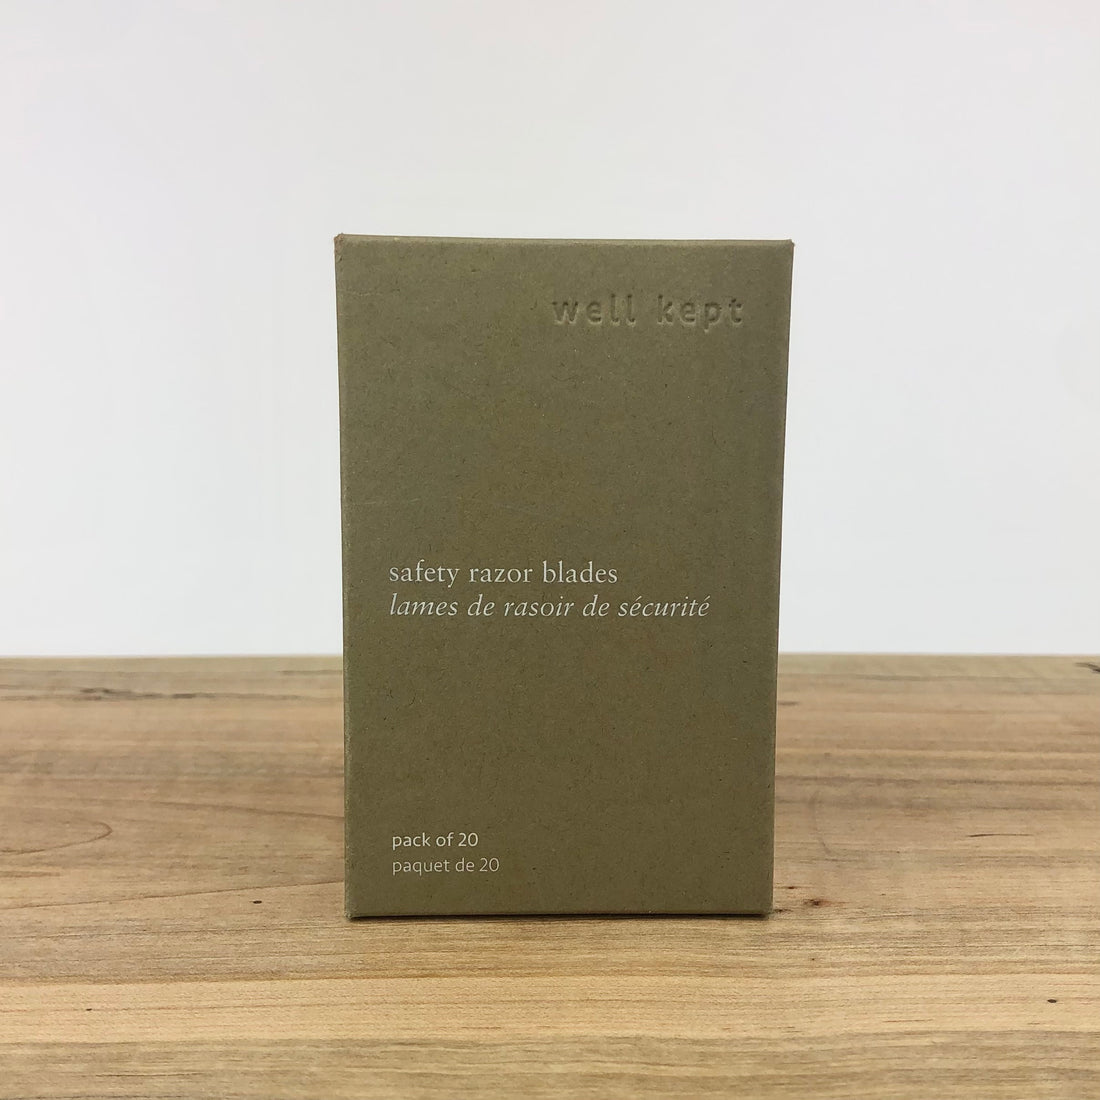 well kept
safety razor blades
lames de rasoir de sécurité
pack of 20
paquet de 20